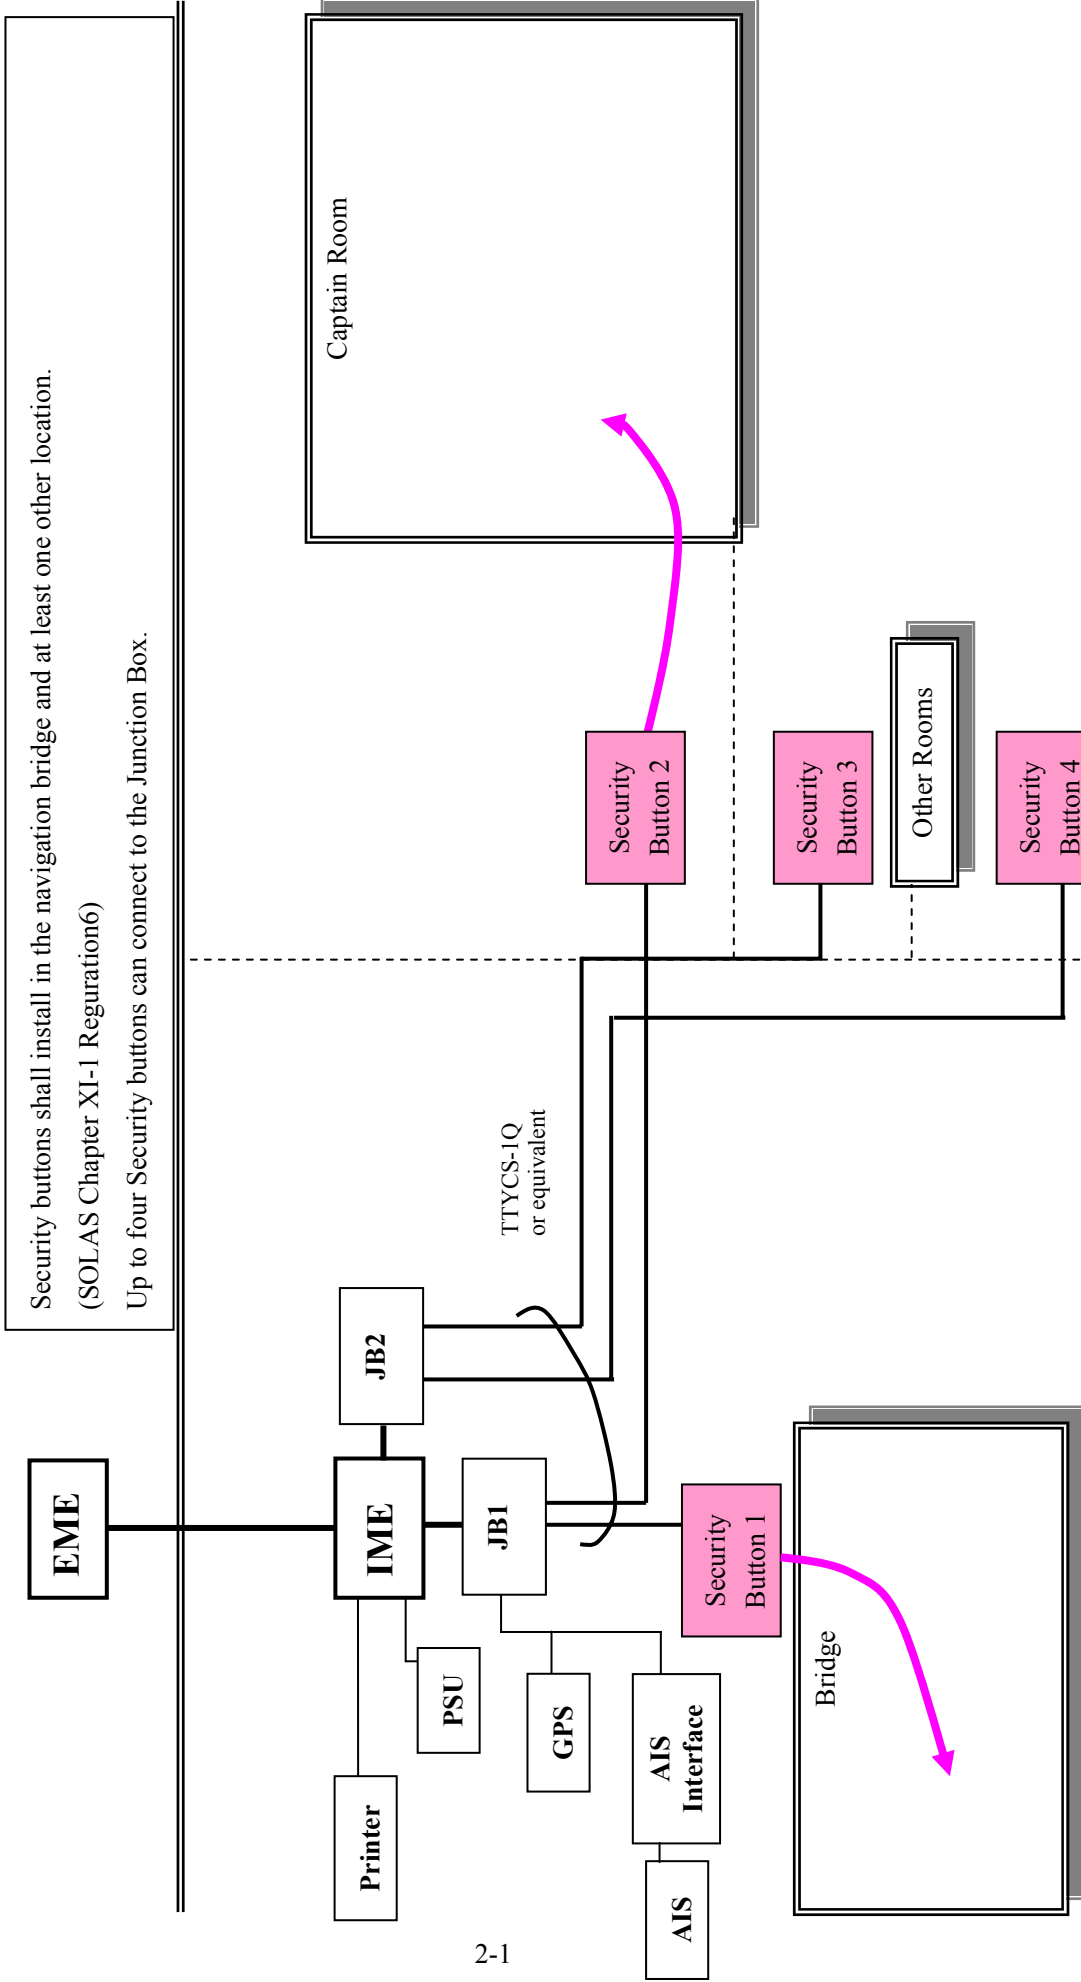 Security buttons shall install in the navigation bridge and at least one other location.
(SOLAS Chapter XI-1 Reguration6)
Up to four Security buttons can connect to the Junction Box.
EME
Captain Room
JB2
IME
JB1
TTYCS-1Q
or equivalent
Printer
PSU
GPS
AIS
Interface
AIS
Security
Button 1
Security
Button 2
Security
Button 3
Other Rooms
Security
Button 4
Bridge
2-1